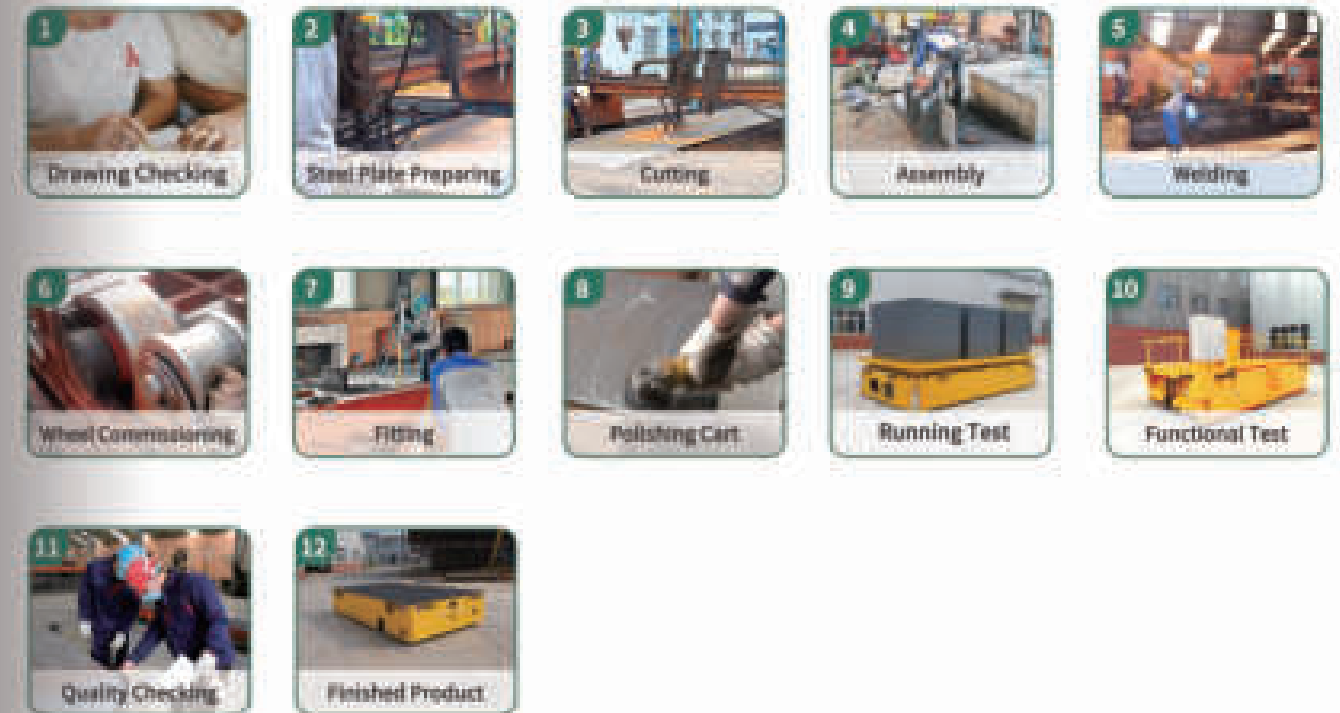 1
Drawing Checking
2
Steel Plate Preparing
3
Cutting
4
Assembly
5
Welding
6
Wheel Commissioning
7
Fitting
8
Polishing Cart
9
Running Test
10
Functional Test
11
Quality Checking
12
Finished Product